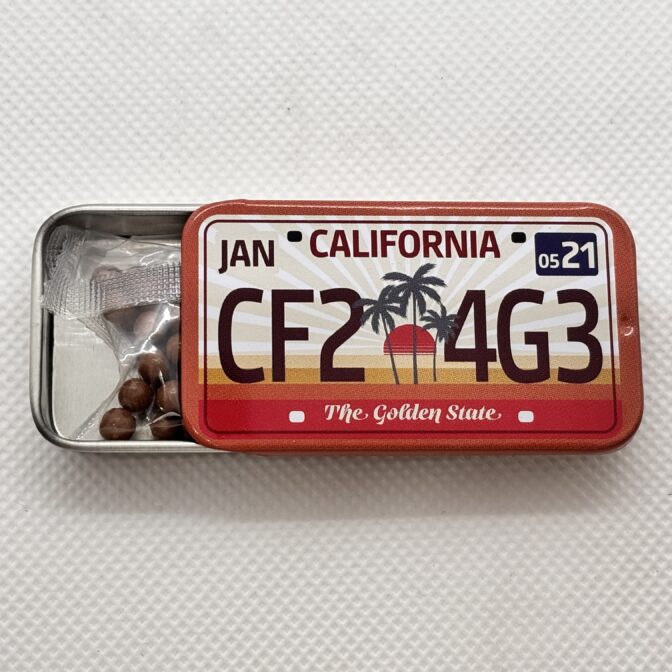 JAN CALIFORNIA 05 21
CF2 4G3
The Golden State